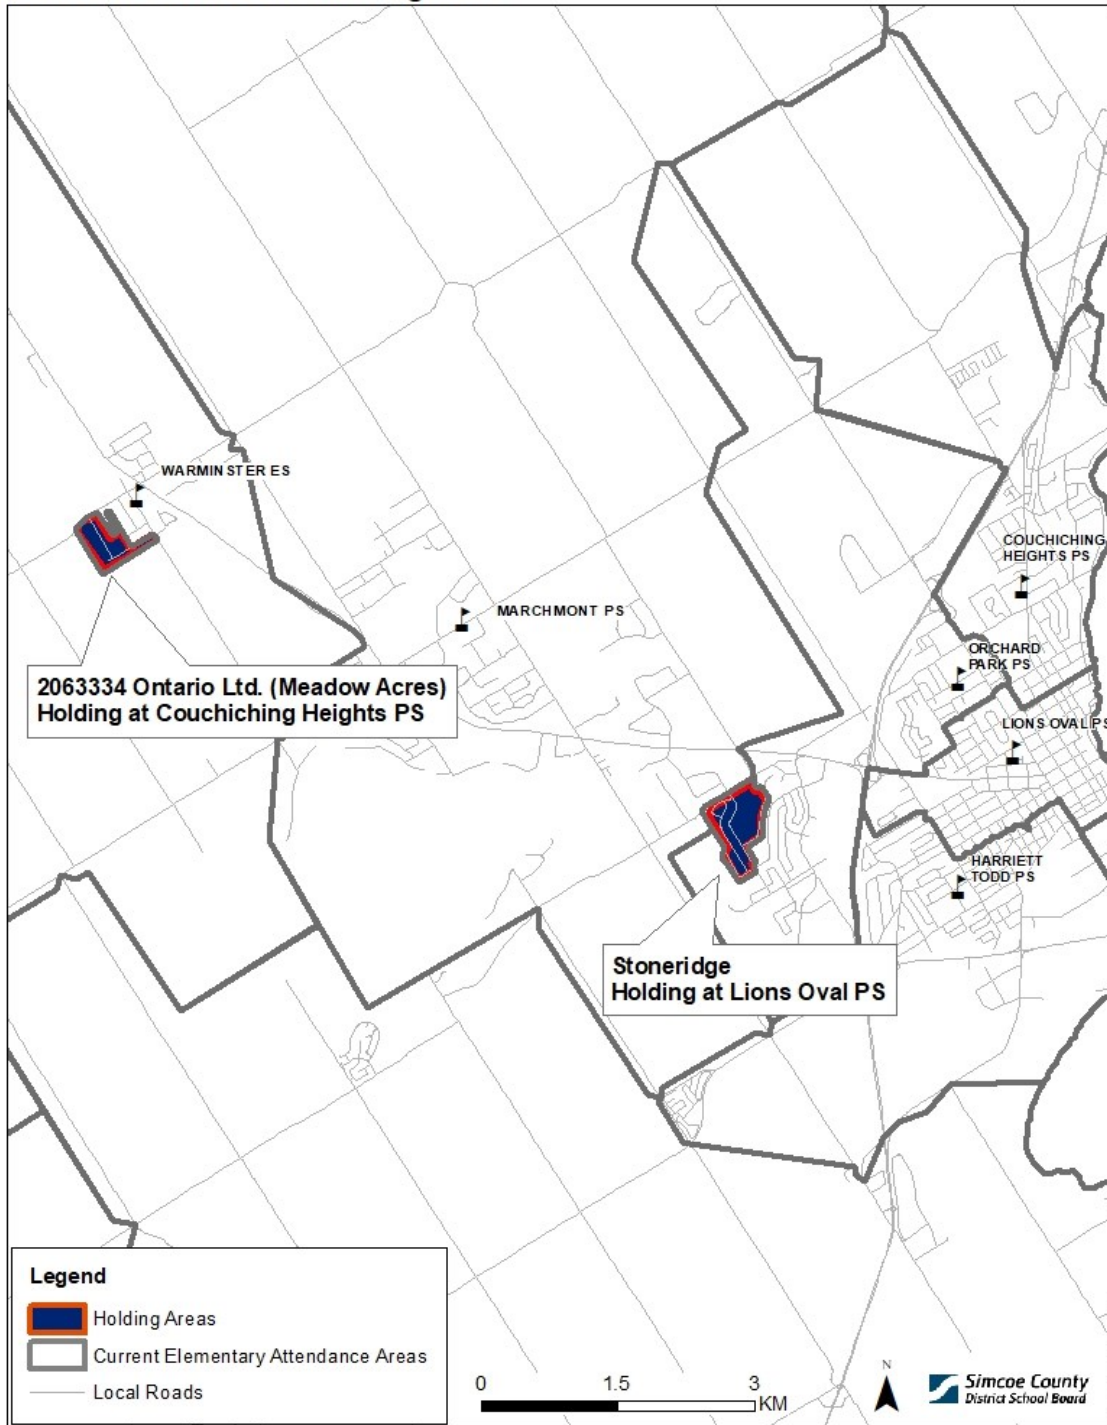 WARMINSTER ES
COUCHICHING
HEIGHTS PS
MARCHMONT PS
ORCHARD
PARK PS
2063334 Ontario Ltd. (Meadow Acres)
Holding at Couchiching Heights PS
LIONS OVAL PS
HARRIETT
TODD PS
Stoneridge
Holding at Lions Oval PS
Legend
Holding Areas
Current Elementary Attendance Areas
Local Roads
0 1.5 3
KM
N
Simcoe County
District School Board